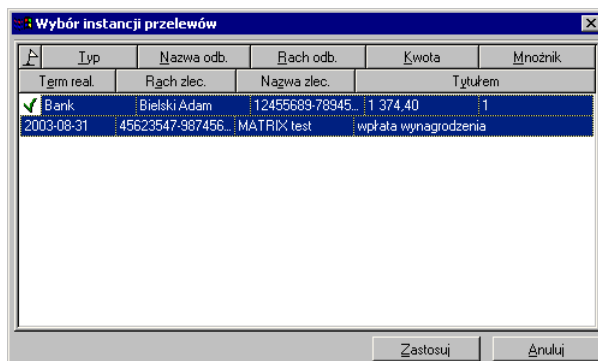 Wybór instancji przelewów
Typ Nazwa odb. Rach odb. Kwota Mnożnik
Term real. Rach zlec. Nazwa zlec. Tytułem
Bank Bielski Adam 12455689-78945... 1 374,40 1
2003-08-31 45623547-987456... MATRIX test wpłata wynagrodzenia
Zastosuj Anuluj